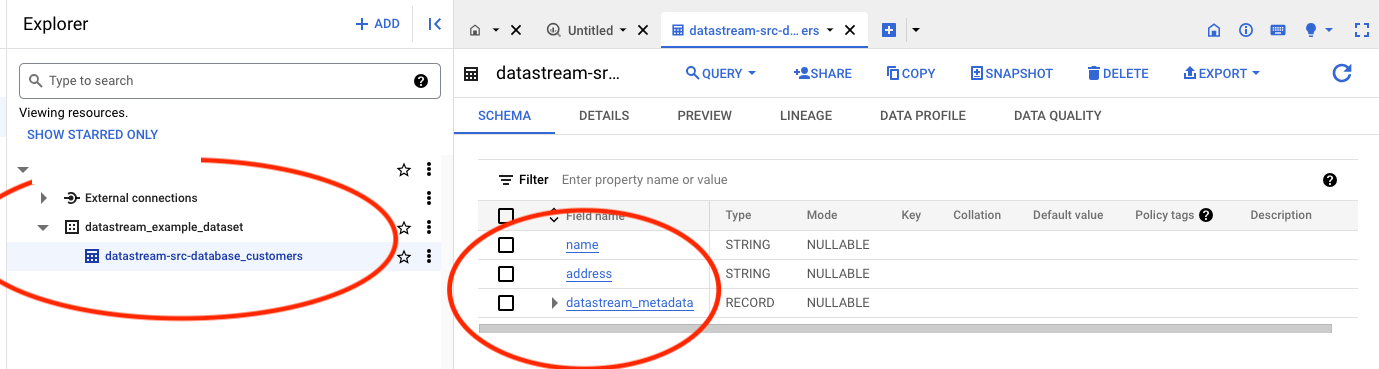 Explorer
+ ADD
Type to search
Viewing resources.
SHOW STARRED ONLY
External connections
datastream_example_dataset
datastream-src-database_customers
Untitled
datastream-src-d... ers
datastream-sr...
QUERY
SHARE
COPY
SNAPSHOT
DELETE
EXPORT
SCHEMA DETAILS PREVIEW LINEAGE DATA PROFILE DATA QUALITY
Filter Enter property name or value
Field name Type Mode Key Collation Default value Policy tags Description
name STRING NULLABLE
address STRING NULLABLE
datastream_metadata RECORD NULLABLE